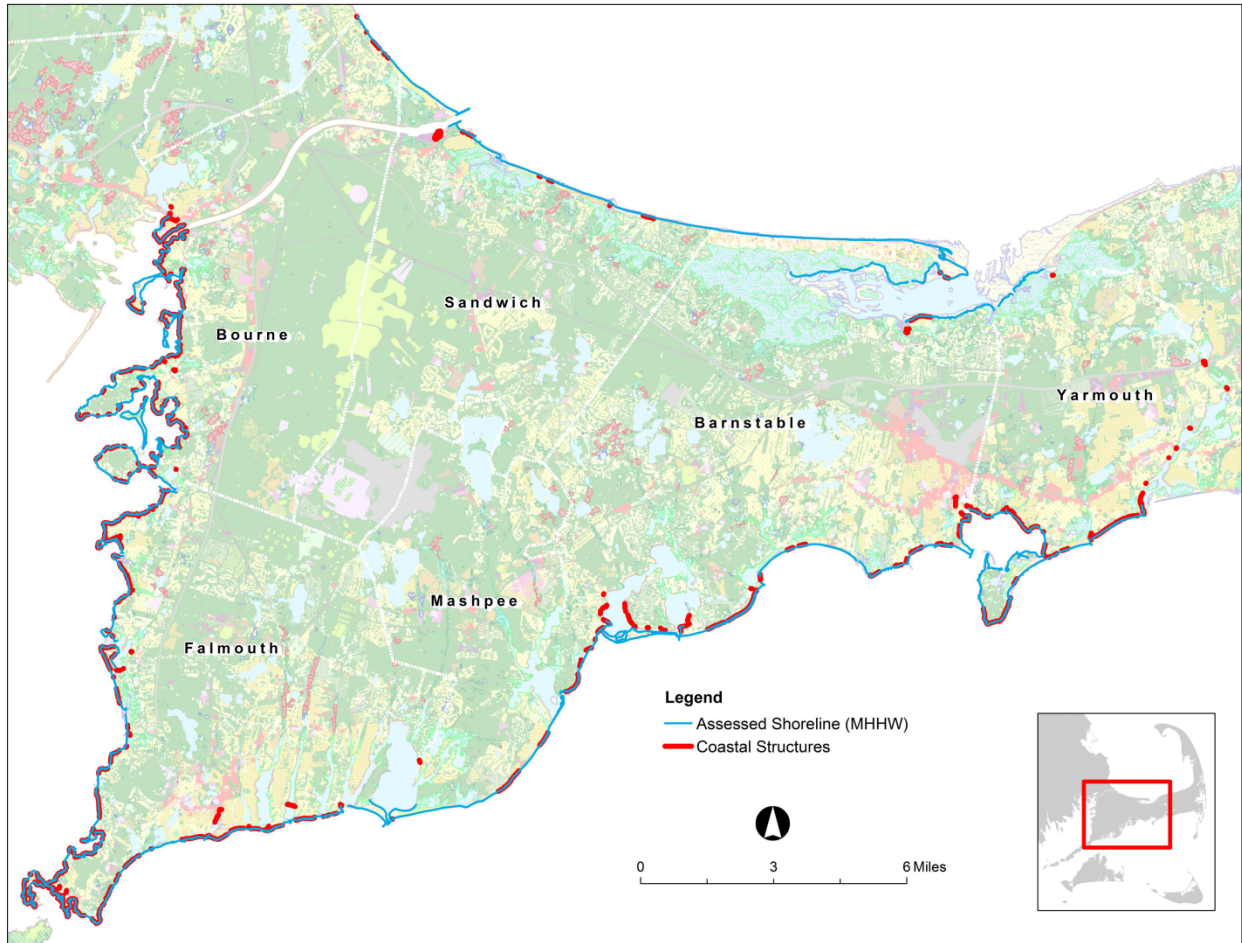 Sandwich
Bourne
Yarmouth
Barnstable
Mashpee
Falmouth
Legend
Assessed Shoreline (MHHW)
Coastal Structures
0 3 6 Miles